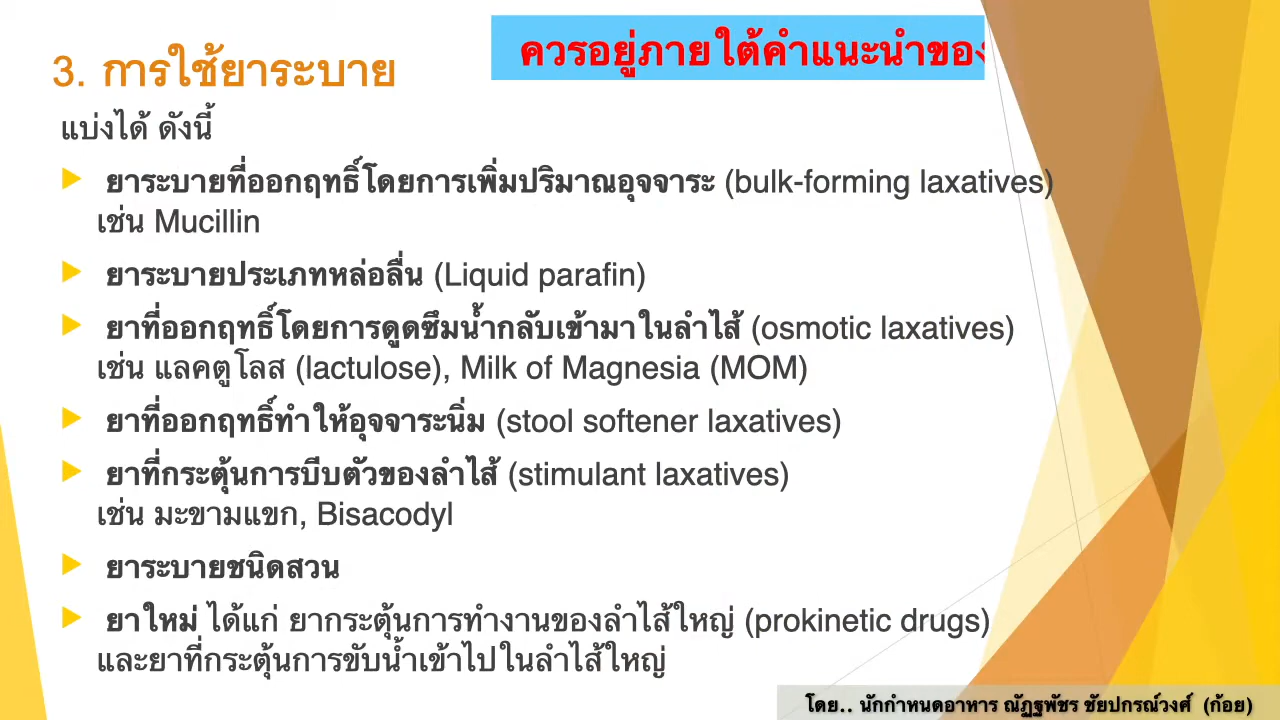 ควรอยู่ภายใต้คำแนะนำของ
3. การใช้ยาระบาย
แบ่งได้ ดังนี้
ยาระบายที่ออกฤทธิ์โดยการเพิ่มปริมาณอุจจาระ (bulk-forming laxatives)
เช่น Mucillin
ยาระบายประเภทหล่อลื่น (Liquid parafin)
ยาที่ออกฤทธิ์โดยการดูดซึมน้ำกลับเข้ามาในลำไส้ (osmotic laxatives)
เช่น แลคตูโลส (lactulose), Milk of Magnesia (MOM)
ยาที่ออกฤทธิ์ทำให้อุจจาระนิ่ม (stool softener laxatives)
ยาที่กระตุ้นการบีบตัวของลำไส้ (stimulant laxatives)
เช่น มะขามแขก, Bisacodyl
ยาระบายชนิดสวน
ยาใหม่ ได้แก่ ยากระตุ้นการทำงานของลำไส้ใหญ่ (prokinetic drugs)
และยาที่กระตุ้นการขับน้ำเข้าไปในลำไส้ใหญ่
โดย.. นักกำหนดอาหาร ณัฏฐพัชร ชัยปกรณ์วงศ์ (ก้อย)